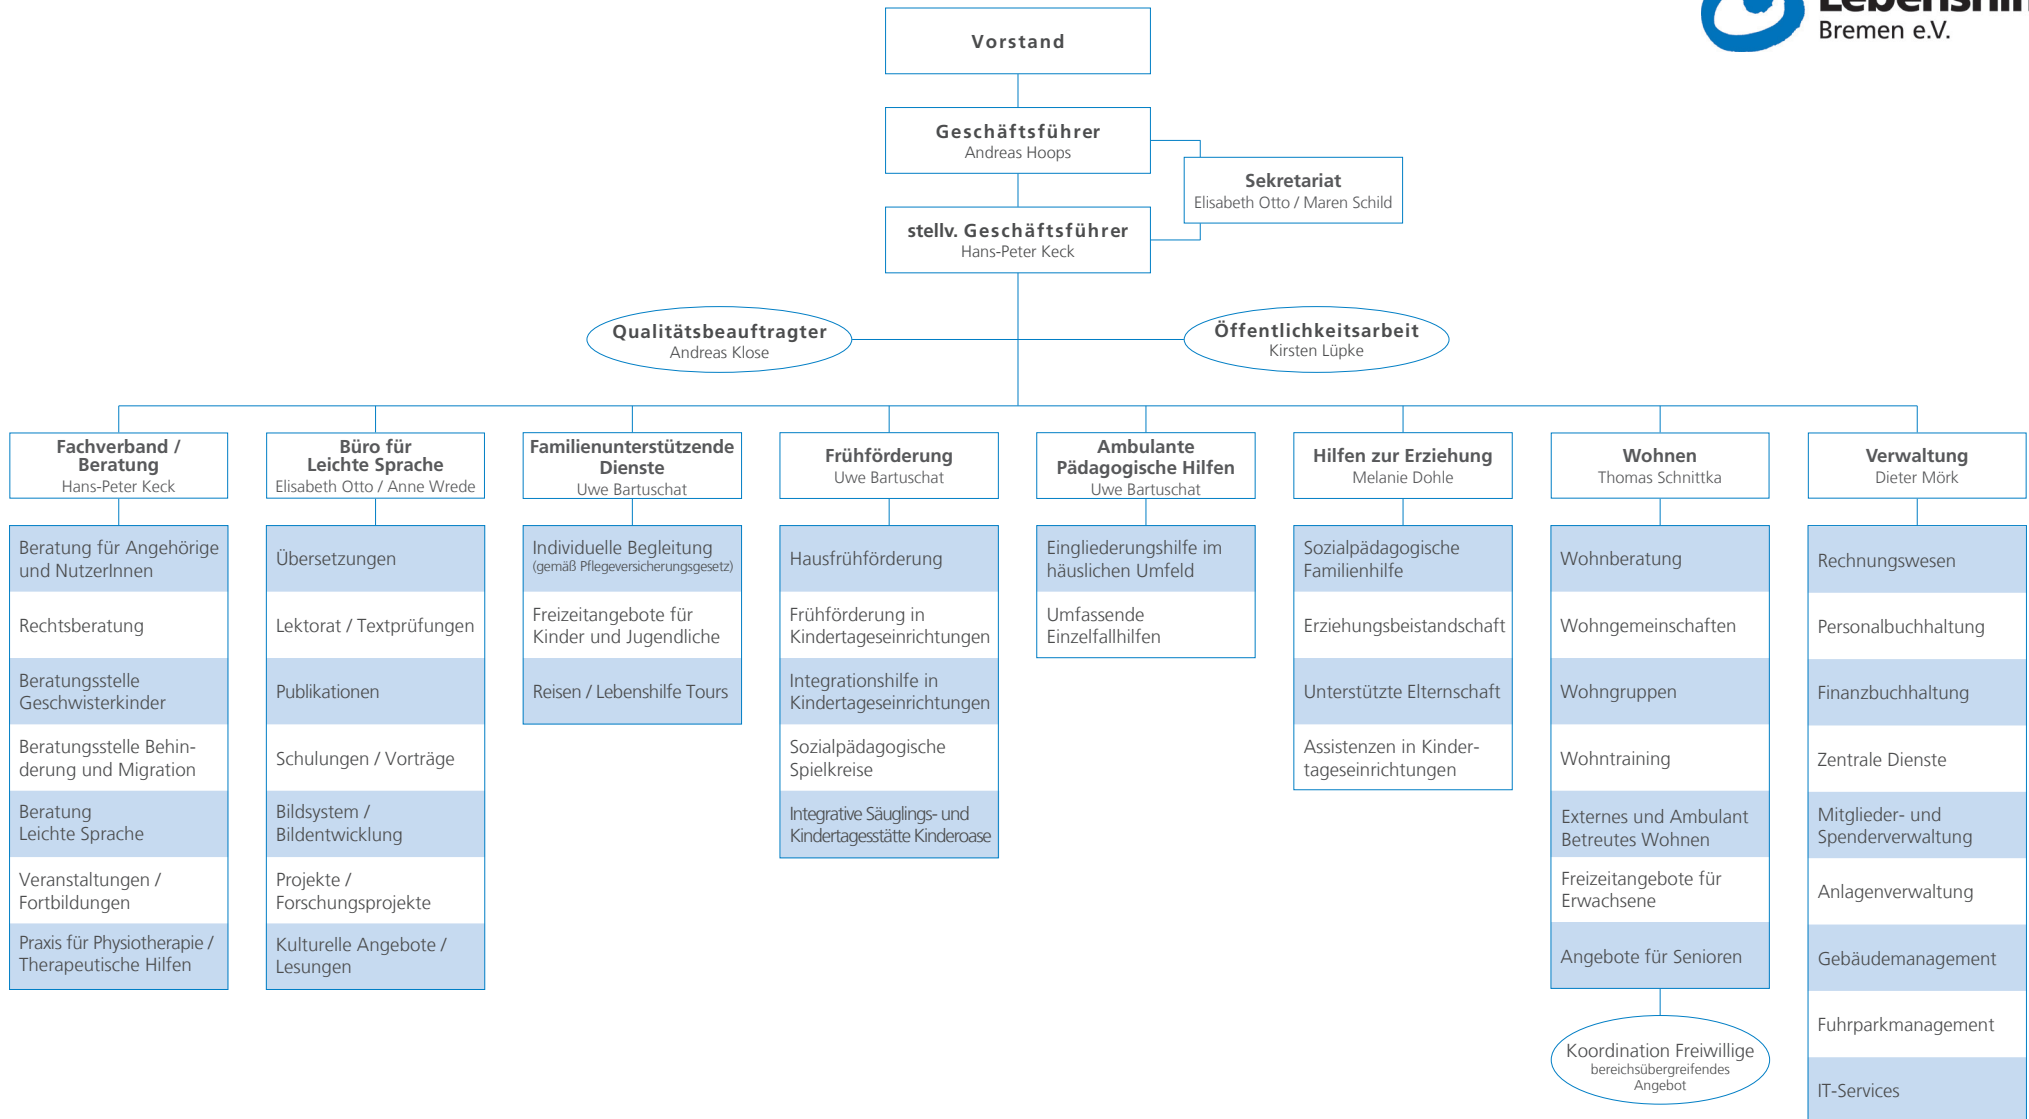 Lebenshilfe
Bremen e.V.
Vorstand
Geschäftsführer
Andreas Hoops
Sekretariat
Elisabeth Otto / Maren Schild
stellv. Geschäftsführer
Hans-Peter Keck
Qualitätsbeauftragter
Andreas Klose
Öffentlichkeitsarbeit
Kirsten Lüpke
Fachverband /
Beratung
Hans-Peter Keck
Beratung für Angehörige
und NutzerInnen
Rechtsberatung
Beratungsstelle
Geschwisterkinder
Beratungsstelle Behin-
derung und Migration
Beratung
Leichte Sprache
Veranstaltungen /
Fortbildungen
Praxis für Physiotherapie /
Therapeutische Hilfen
Büro für
Leichte Sprache
Elisabeth Otto / Anne Wrede
Übersetzungen
Lektorat / Textprüfungen
Publikationen
Schulungen / Vorträge
Bildsystem /
Bildentwicklung
Projekte /
Forschungsprojekte
Kulturelle Angebote /
Lesungen
Familienunterstützende
Dienste
Uwe Bartuschat
Individuelle Begleitung
(gemäß Pflegeversicherungsgesetz)
Freizeitangebote für
Kinder und Jugendliche
Reisen / Lebenshilfe Tours
Frühförderung
Uwe Bartuschat
Hausfrühförderung
Frühförderung in
Kindertageseinrichtungen
Integrationshilfe in
Kindertageseinrichtungen
Sozialpädagogische
Spielkreise
Integrative Säuglings- und
Kindertagesstätte Kinderoase
Ambulante
Pädagogische Hilfen
Uwe Bartuschat
Eingliederungshilfe im
häuslichen Umfeld
Umfassende
Einzelfallhilfen
Hilfen zur Erziehung
Melanie Dohle
Sozialpädagogische
Familienhilfe
Erziehungsbeistandschaft
Unterstützte Elternschaft
Assistenzen in Kinder-
tageseinrichtungen
Wohnen
Thomas Schnittka
Wohnberatung
Wohngemeinschaften
Wohngruppen
Wohntraining
Externes und Ambulant
Betreutes Wohnen
Freizeitangebote für
Erwachsene
Angebote für Senioren
Koordination Freiwillige
bereichsübergreifendes
Angebot
Verwaltung
Dieter Mörk
Rechnungswesen
Personalbuchhaltung
Finanzbuchhaltung
Zentrale Dienste
Mitglieder- und
Spenderverwaltung
Anlagenverwaltung
Gebäudemanagement
Fuhrparkmanagement
IT-Services